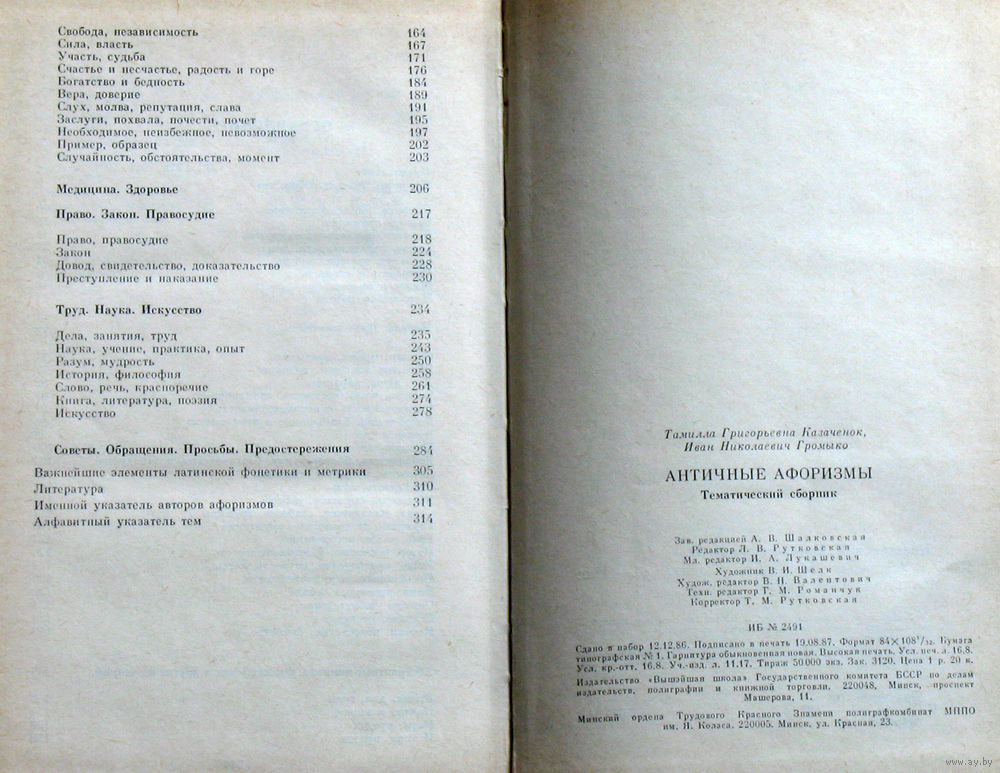 Свобода, независимость 164
Сила, власть 167
Участь, судьба 171
Счастье и несчастье, радость и горе 176
Богатство и бедность 184
Вера, доверие 189
Слух, молва, репутация, слава 191
Заслуги, похвала, почести, почет 195
Необходимое, неизбежное, невозможное 197
Пример, образец 202
Случайность, обстоятельства, момент 203
Медицина. Здоровье 206
Право. Закон. Правосудие 217
Право, правосудие 218
Закон 224
Довод, свидетельство, доказательство 228
Преступление и наказание 230
Труд. Наука. Искусство 234
Дела, занятия, труд 235
Наука, учение, практика, опыт 243
Разум, мудрость 250
История, философия 258
Слово, речь, красноречие 261
Книга, литература, поэзия 274
Искусство 278
Советы. Обращения. Просьбы. Предостережения 284
Важнейшие элементы латинской фонетики и метрики 305
Литература 310
Именной указатель авторов афоризмов 311
Алфавитный указатель тем 314
Тамилла Григорьевна Казаченок,
Иван Николаевич Громыко
АНТИЧНЫЕ АФОРИЗМЫ
Тематический сборник
Зав. редакцией А. В. Шалковская
Редактор Л. В. Рутковская
Мл. редактор И. А. Лукашевич
Художник В. И. Шелк
Худож. редактор В. Н. Валентович
Техн. редактор Г. М. Романчук
Корректор Т. М. Рутковская
ИБ № 2491
Сдано в набор 12.12.86. Подписано в печать 19.08.87. Формат 84×108¹/₃₂. Бумага
типографская № 1. Гарнитура обыкновенная новая. Высокая печать. Усл. печ. л. 16.8.
Усл. кр.-отт. 16.8. Уч.-изд. л. 11.17. Тираж 50 000 экз. Зак. 3120. Цена 1 р. 20 к.
Издательство «Вышэйшая школа» Государственного комитета БССР по делам
издательств, полиграфии и книжной торговли. 220048, Минск, проспект
Машерова, 11.
Минский ордена Трудового Красного Знамени полиграфкомбинат МППО
им. Я. Коласа. 220005. Минск, ул. Красная, 23.
www.ay.by